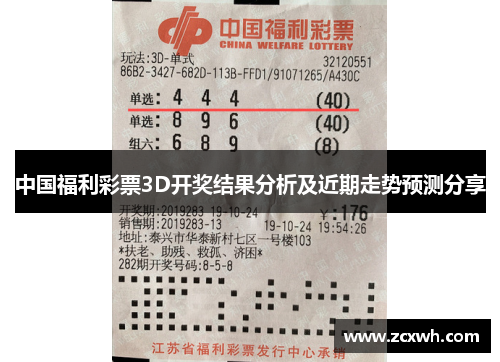 中国福利彩票
CHINA WELFARE LOTTERY
玩法:3D-单式
32120551
86B2-3427-682D-113B-FFD1/91071265/A430C
单选: 4 4 4 (40)
单选: 8 9 6 (40)
组六: 6 8 9 (8)
中国福利彩票3D开奖结果分析及近期走势预测分享
开奖期:2019283 19-10-24 ¥:176
销售期:2019283-13 19-10-24 19:54:26
地址:泰兴市华泰新村七区一号楼103
*扶老、助残、救孤、济困*
282期开奖号码:8-5-8
www.zcxwh.com
江苏省福利彩票发行中心承销